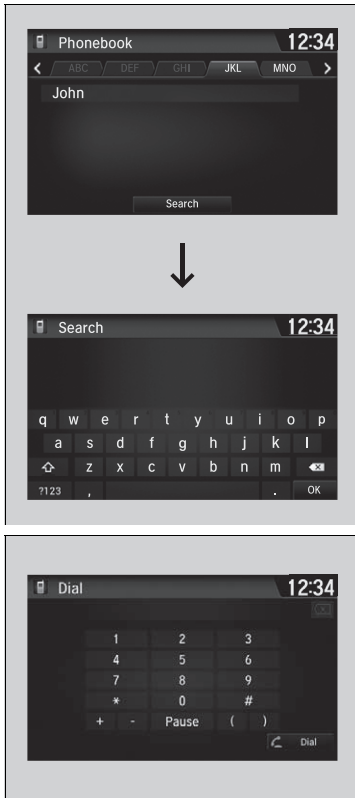 Phonebook 12:34
ABC DEF GHI JKL MNO
John
Search
Search 12:34
q w e r t y u i o p
a s d f g h j k l
z x c v b n m
?123 , . OK
Dial 12:34
1 2 3
4 5 6
7 8 9
* 0 #
+ - Pause ( )
Dial